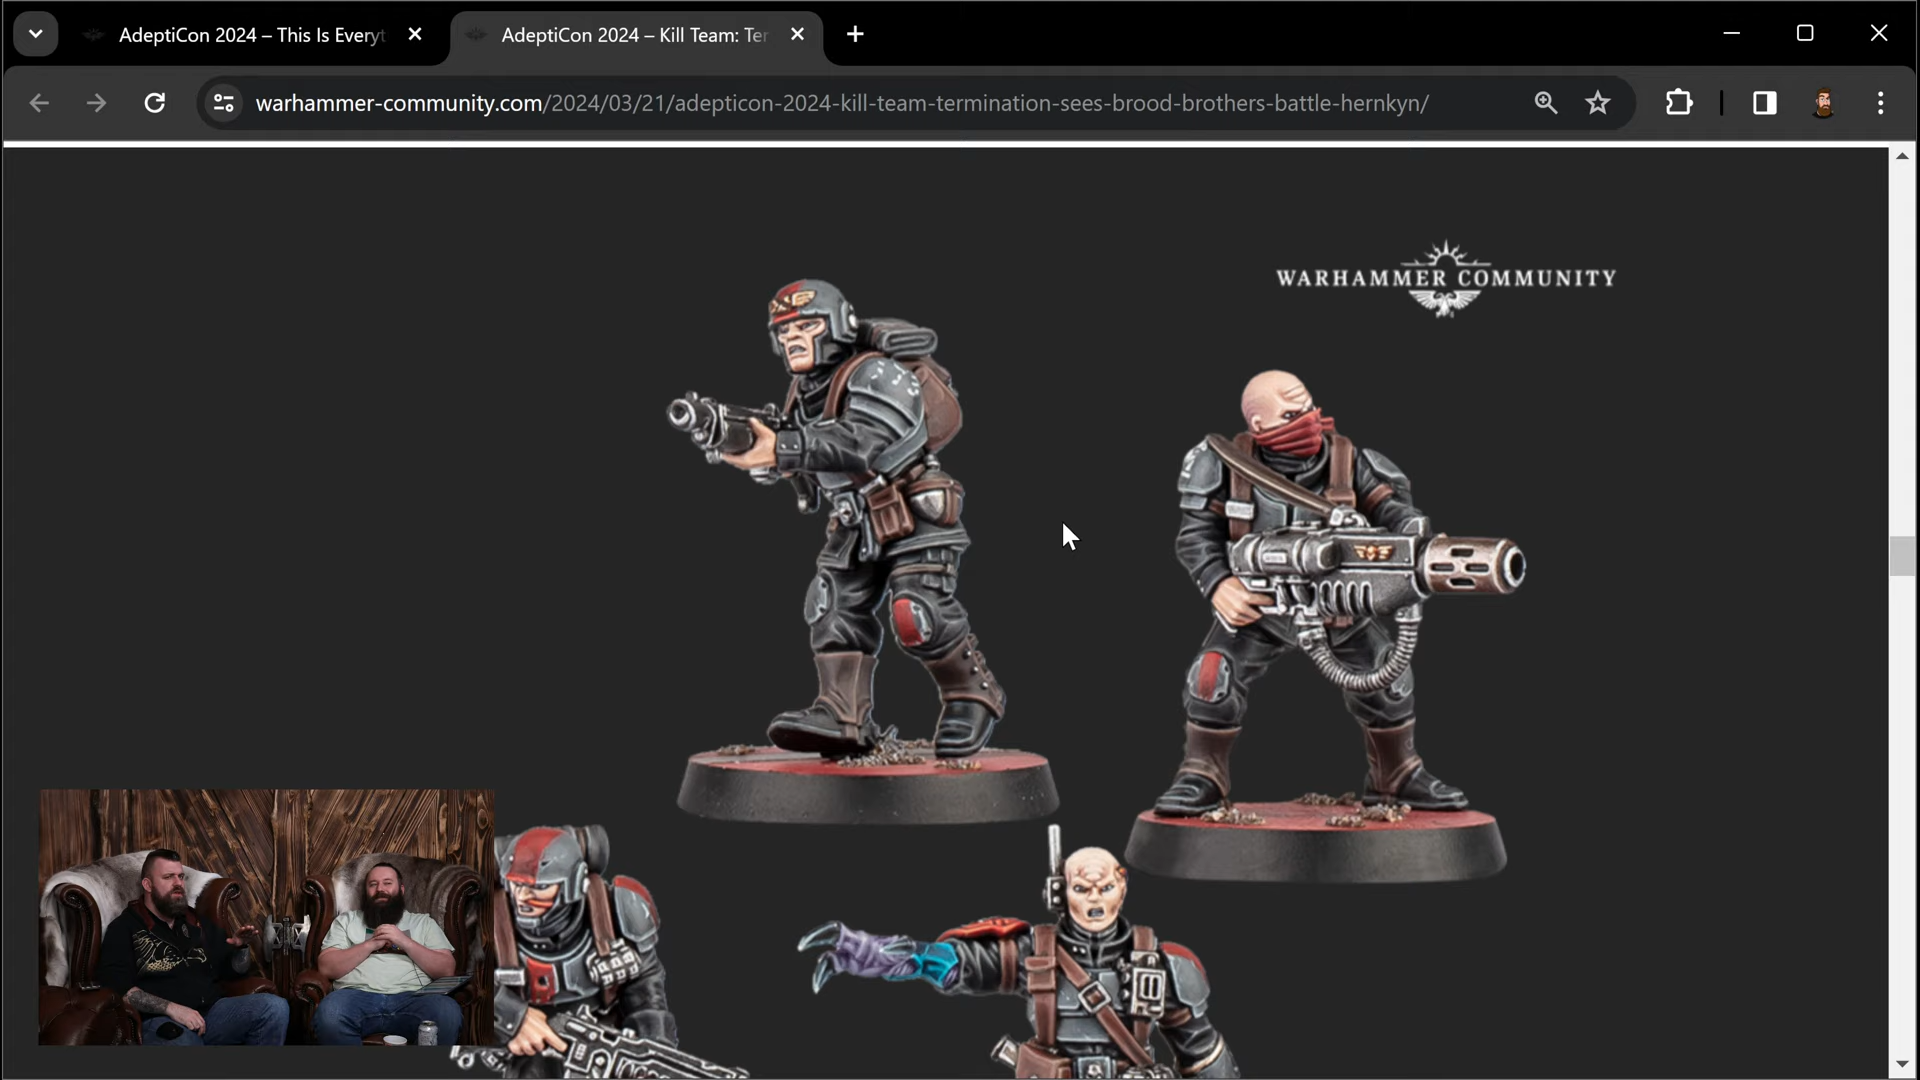 AdeptiCon 2024 – This Is Everyt
AdeptiCon 2024 – Kill Team: Ter
warhammer-community.com/2024/03/21/adepticon-2024-kill-team-termination-sees-brood-brothers-battle-hernkyn/
WARHAMMER COMMUNITY